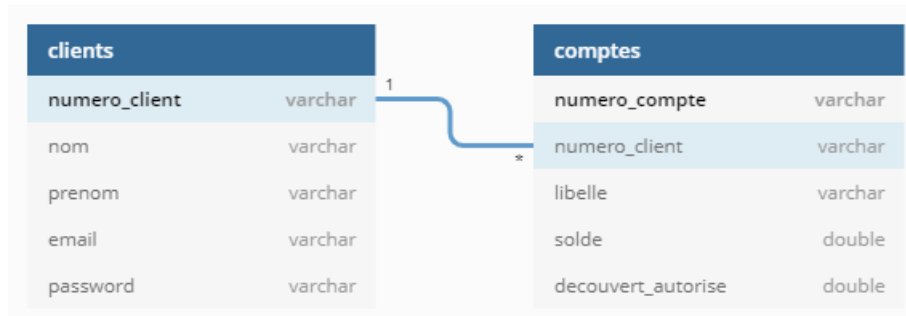 clients
numero_client varchar
nom varchar
prenom varchar
email varchar
password varchar
1
*
comptes
numero_compte varchar
numero_client varchar
libelle varchar
solde double
decouvert_autorise double